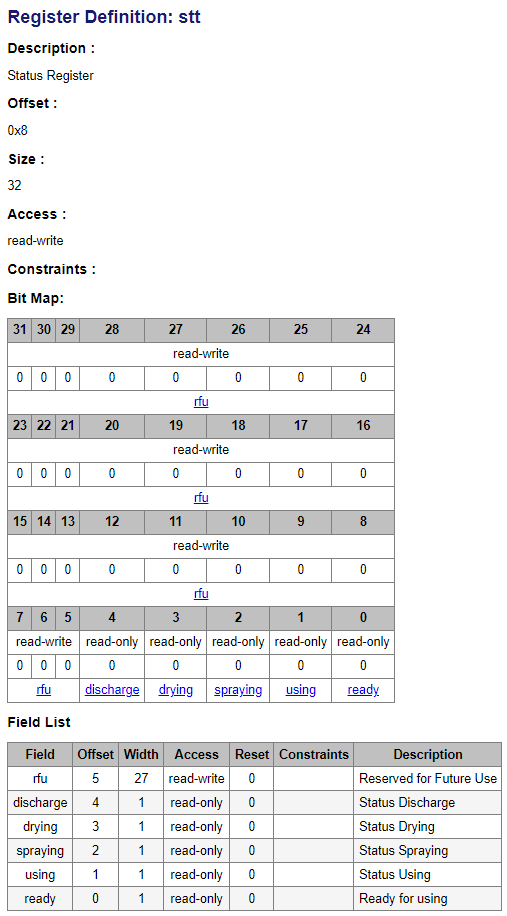 Register Definition: stt
Description :
Status Register
Offset :
0x8
Size :
32
Access :
read-write
Constraints :
Bit Map:
31 30 29 28 27 26 25 24
read-write
0 0 0 0 0 0 0 0
rfu
23 22 21 20 19 18 17 16
read-write
0 0 0 0 0 0 0 0
rfu
15 14 13 12 11 10 9 8
read-write
0 0 0 0 0 0 0 0
rfu
7 6 5 4 3 2 1 0
read-write read-only read-only read-only read-only read-only
0 0 0 0 0 0 0 0
rfu discharge drying spraying using ready
Field List
Field Offset Width Access Reset Constraints Description
rfu 5 27 read-write 0 Reserved for Future Use
discharge 4 1 read-only 0 Status Discharge
drying 3 1 read-only 0 Status Drying
spraying 2 1 read-only 0 Status Spraying
using 1 1 read-only 0 Status Using
ready 0 1 read-only 0 Ready for using